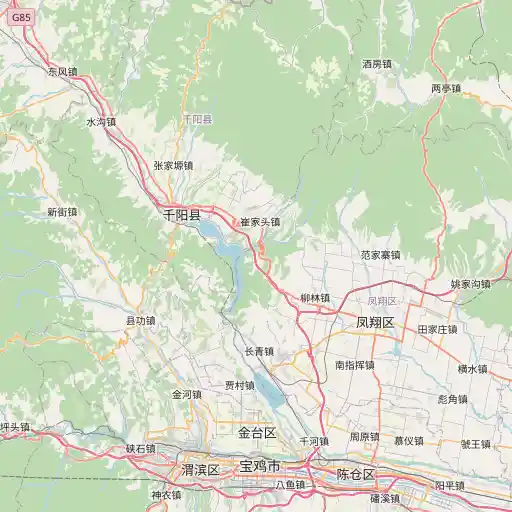 G85
酒房镇
东风镇
两亭镇
水沟镇
千阳县
张家塬镇
新街镇
千阳县
崔家头镇
范家寨镇
姚家沟镇
柳林镇
凤翔区
县功镇
凤翔区
田家庄镇
长青镇
南指挥镇
横水镇
贾村镇
金河镇
彪角镇
坪头镇
金台区
周原镇
千河镇
慕仪镇
虢王镇
硖石镇
渭滨区
宝鸡市
陈仓区
八鱼镇
阳平镇
神农镇
磻溪镇